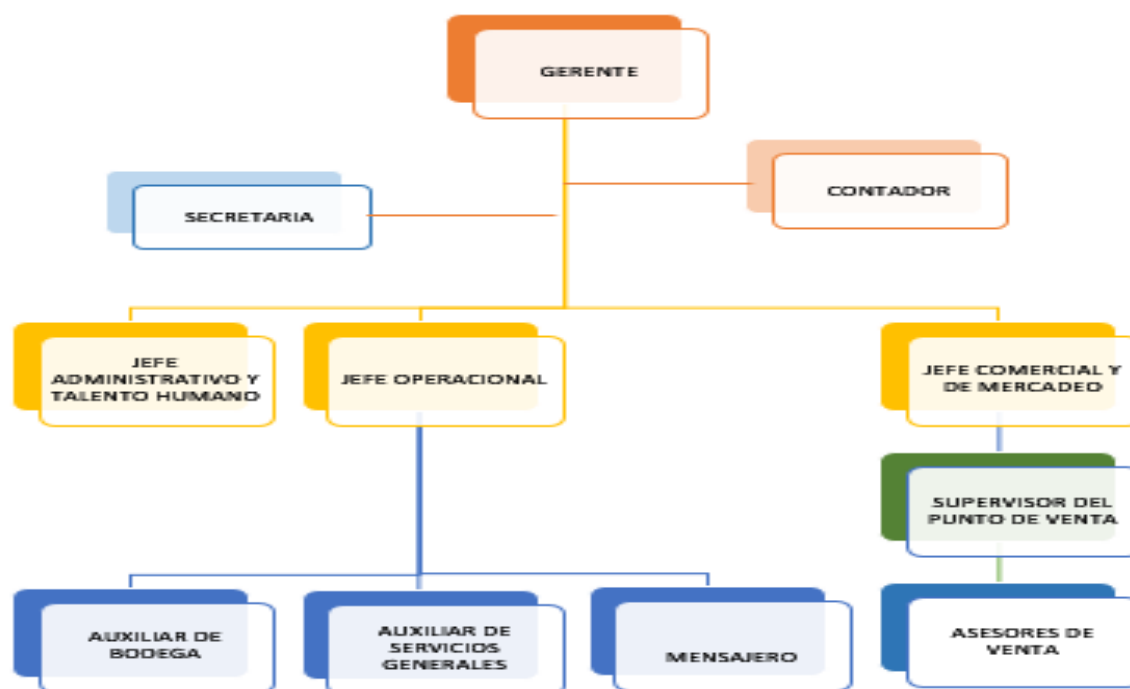 GERENTE
CONTADOR
SECRETARIA
JEFE
ADMINISTRATIVO Y
TALENTO HUMANO
JEFE OPERACIONAL
JEFE COMERCIAL Y
DE MERCADEO
SUPERVISOR DEL
PUNTO DE VENTA
AUXILIAR DE
BODEGA
AUXILIAR DE
SERVICIOS
GENERALES
MENSAJERO
ASESORES DE
VENTA